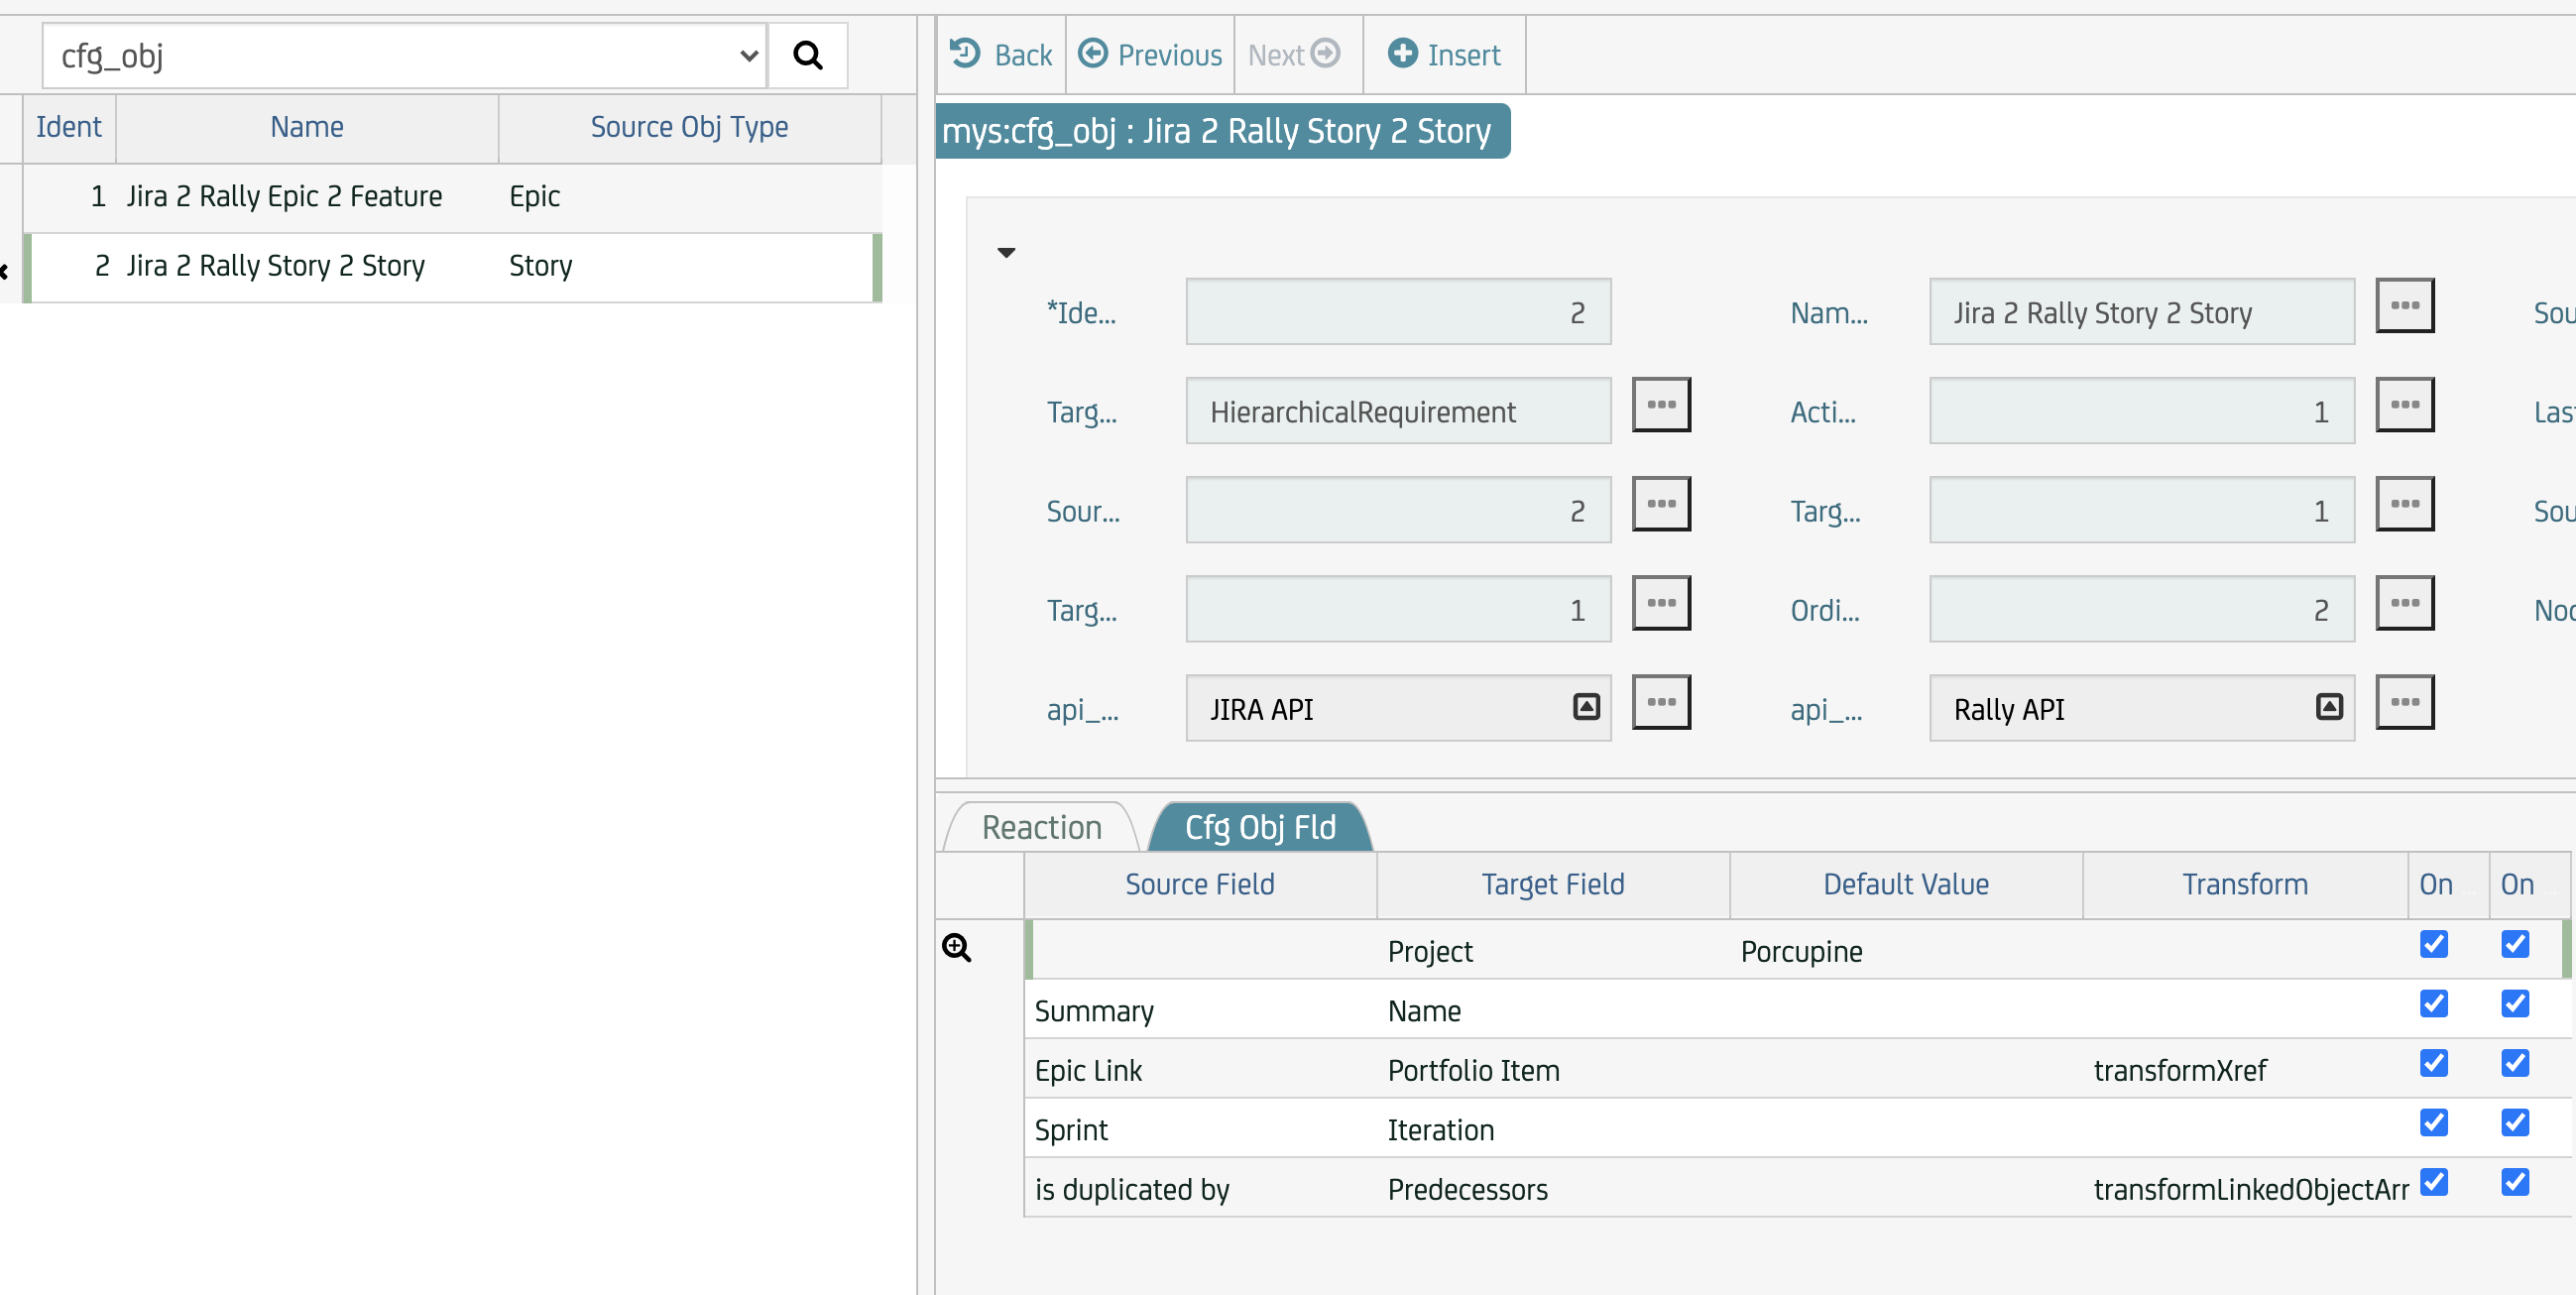 cfg_obj
Ident Name Source Obj Type
1 Jira 2 Rally Epic 2 Feature Epic
2 Jira 2 Rally Story 2 Story Story
Back Previous Next Insert
mys:cfg_obj : Jira 2 Rally Story 2 Story
*Ide... 2 Nam... Jira 2 Rally Story 2 Story Sou
Targ... HierarchicalRequirement Acti... 1 Las
Sour... 2 Targ... 1 Sou
Targ... 1 Ordi... 2 Noc
api_... JIRA API api_... Rally API
Reaction Cfg Obj Fld
Source Field Target Field Default Value Transform On On
Project Porcupine
Summary Name
Epic Link Portfolio Item transformXref
Sprint Iteration
is duplicated by Predecessors transformLinkedObjectArr